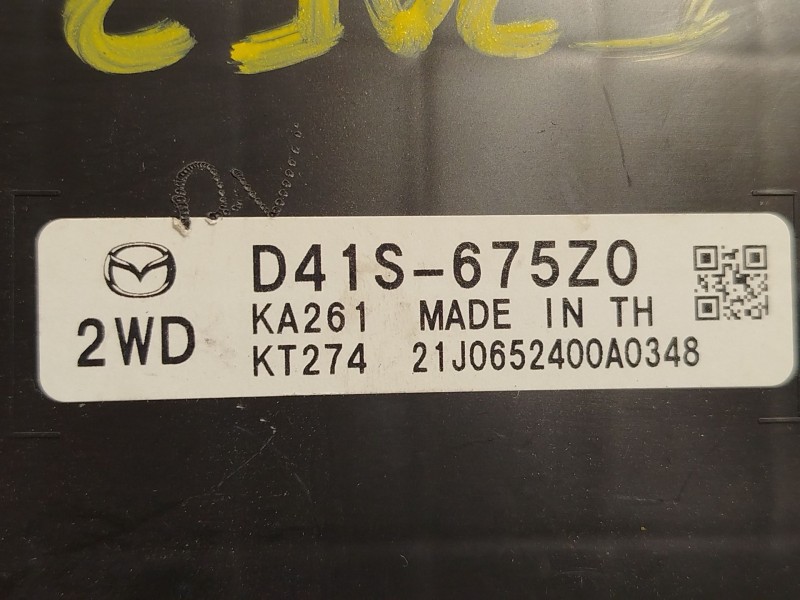 D41S-675Z0
2WD
KA261 MADE IN TH
KT274 21J0652400A0348